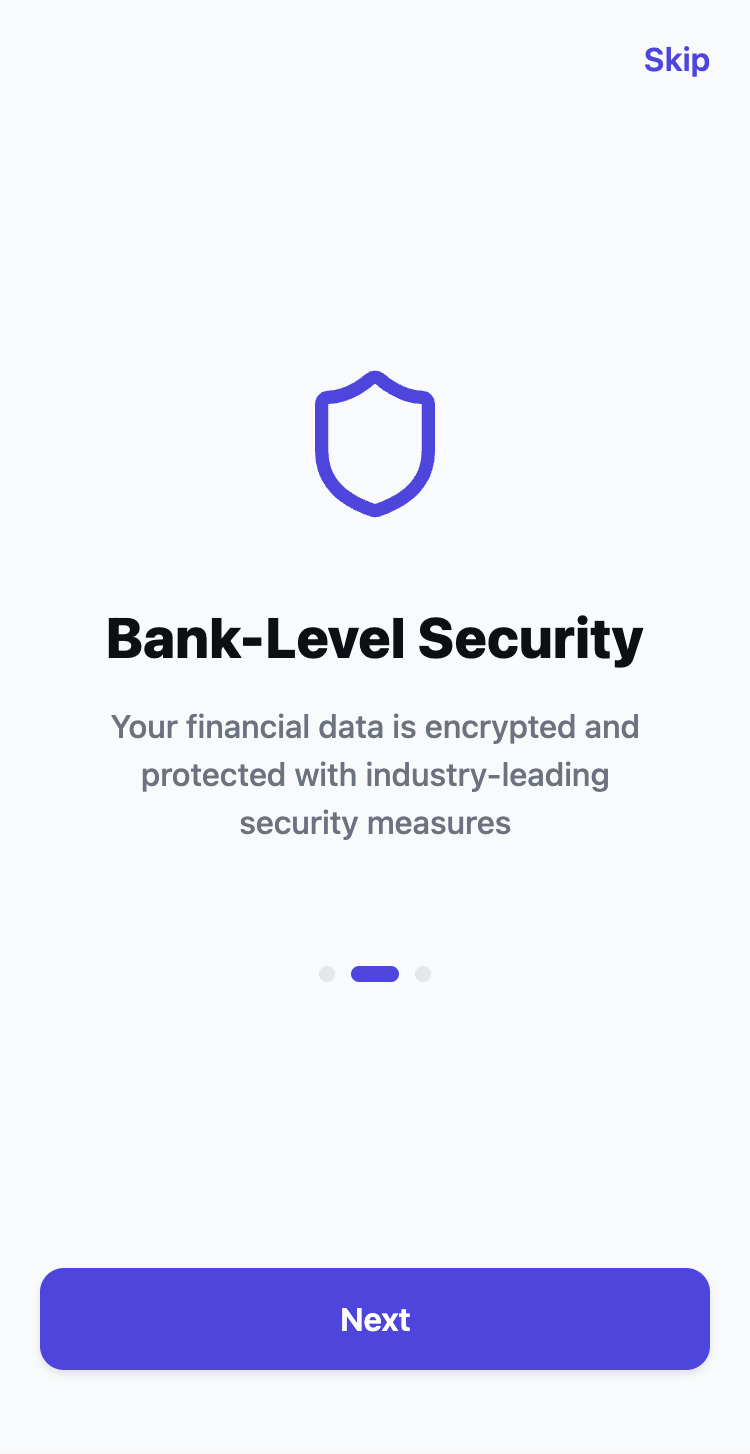 Skip
Bank-Level Security
Your financial data is encrypted and
protected with industry-leading
security measures
Next